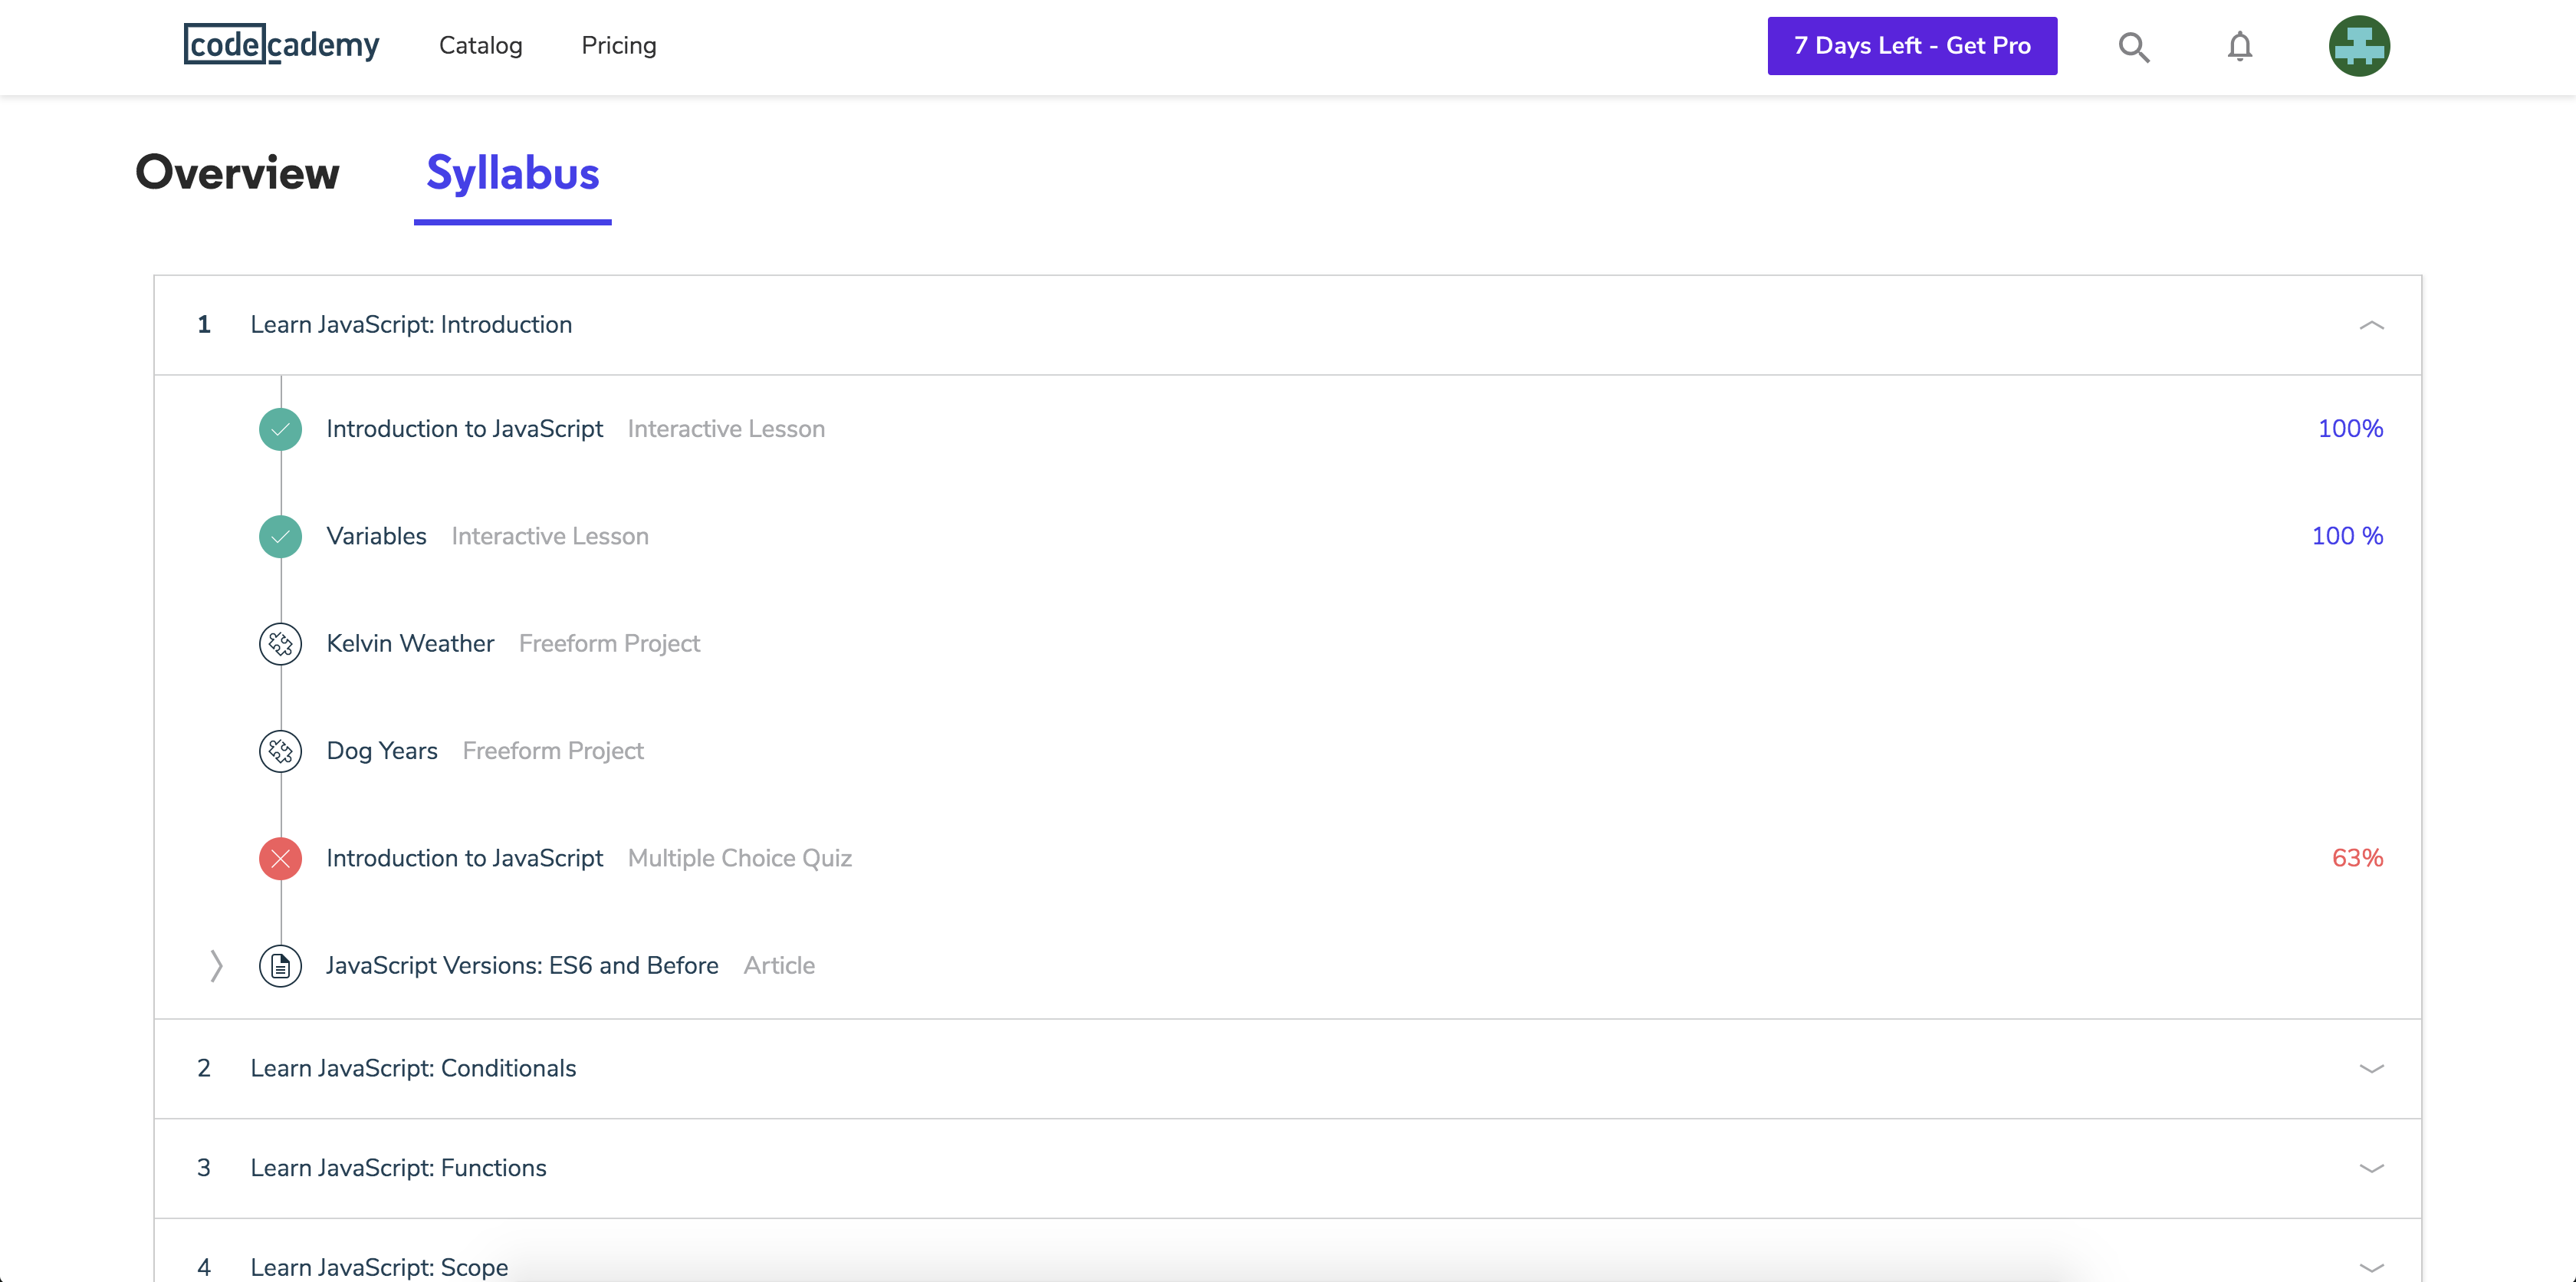 codecademy Catalog Pricing 7 Days Left - Get Pro
Overview Syllabus
1 Learn JavaScript: Introduction
Introduction to JavaScript Interactive Lesson 100%
Variables Interactive Lesson 100 %
Kelvin Weather Freeform Project
Dog Years Freeform Project
Introduction to JavaScript Multiple Choice Quiz 63%
JavaScript Versions: ES6 and Before Article
2 Learn JavaScript: Conditionals
3 Learn JavaScript: Functions
4 Learn JavaScript: Scope